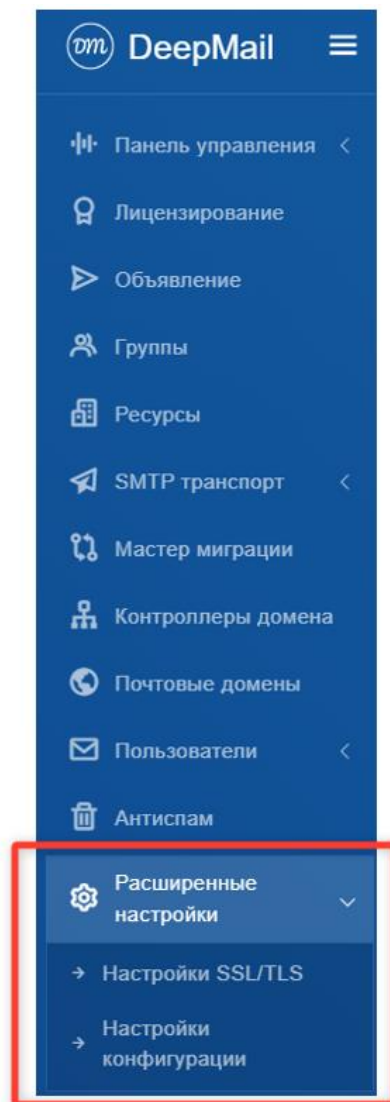 dm DeepMail
Панель управления
Лицензирование
Объявление
Группы
Ресурсы
SMTP транспорт
Мастер миграции
Контроллеры домена
Почтовые домены
Пользователи
Антиспам
Расширенные
настройки
Настройки SSL/TLS
Настройки
конфигурации